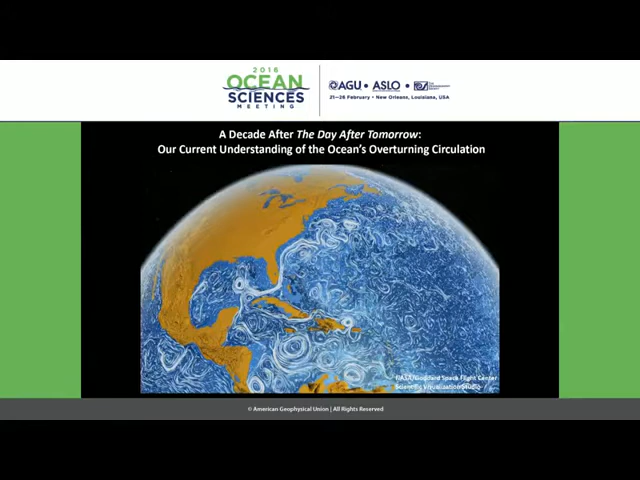 2016
OCEAN
SCIENCES
MEETING
AGU • ASLO •
21–26 February • New Orleans, Louisiana, USA
A Decade After The Day After Tomorrow:
Our Current Understanding of the Ocean's Overturning Circulation
NASA/Goddard Space Flight Center
Scientific Visualization Studio
© American Geophysical Union | All Rights Reserved